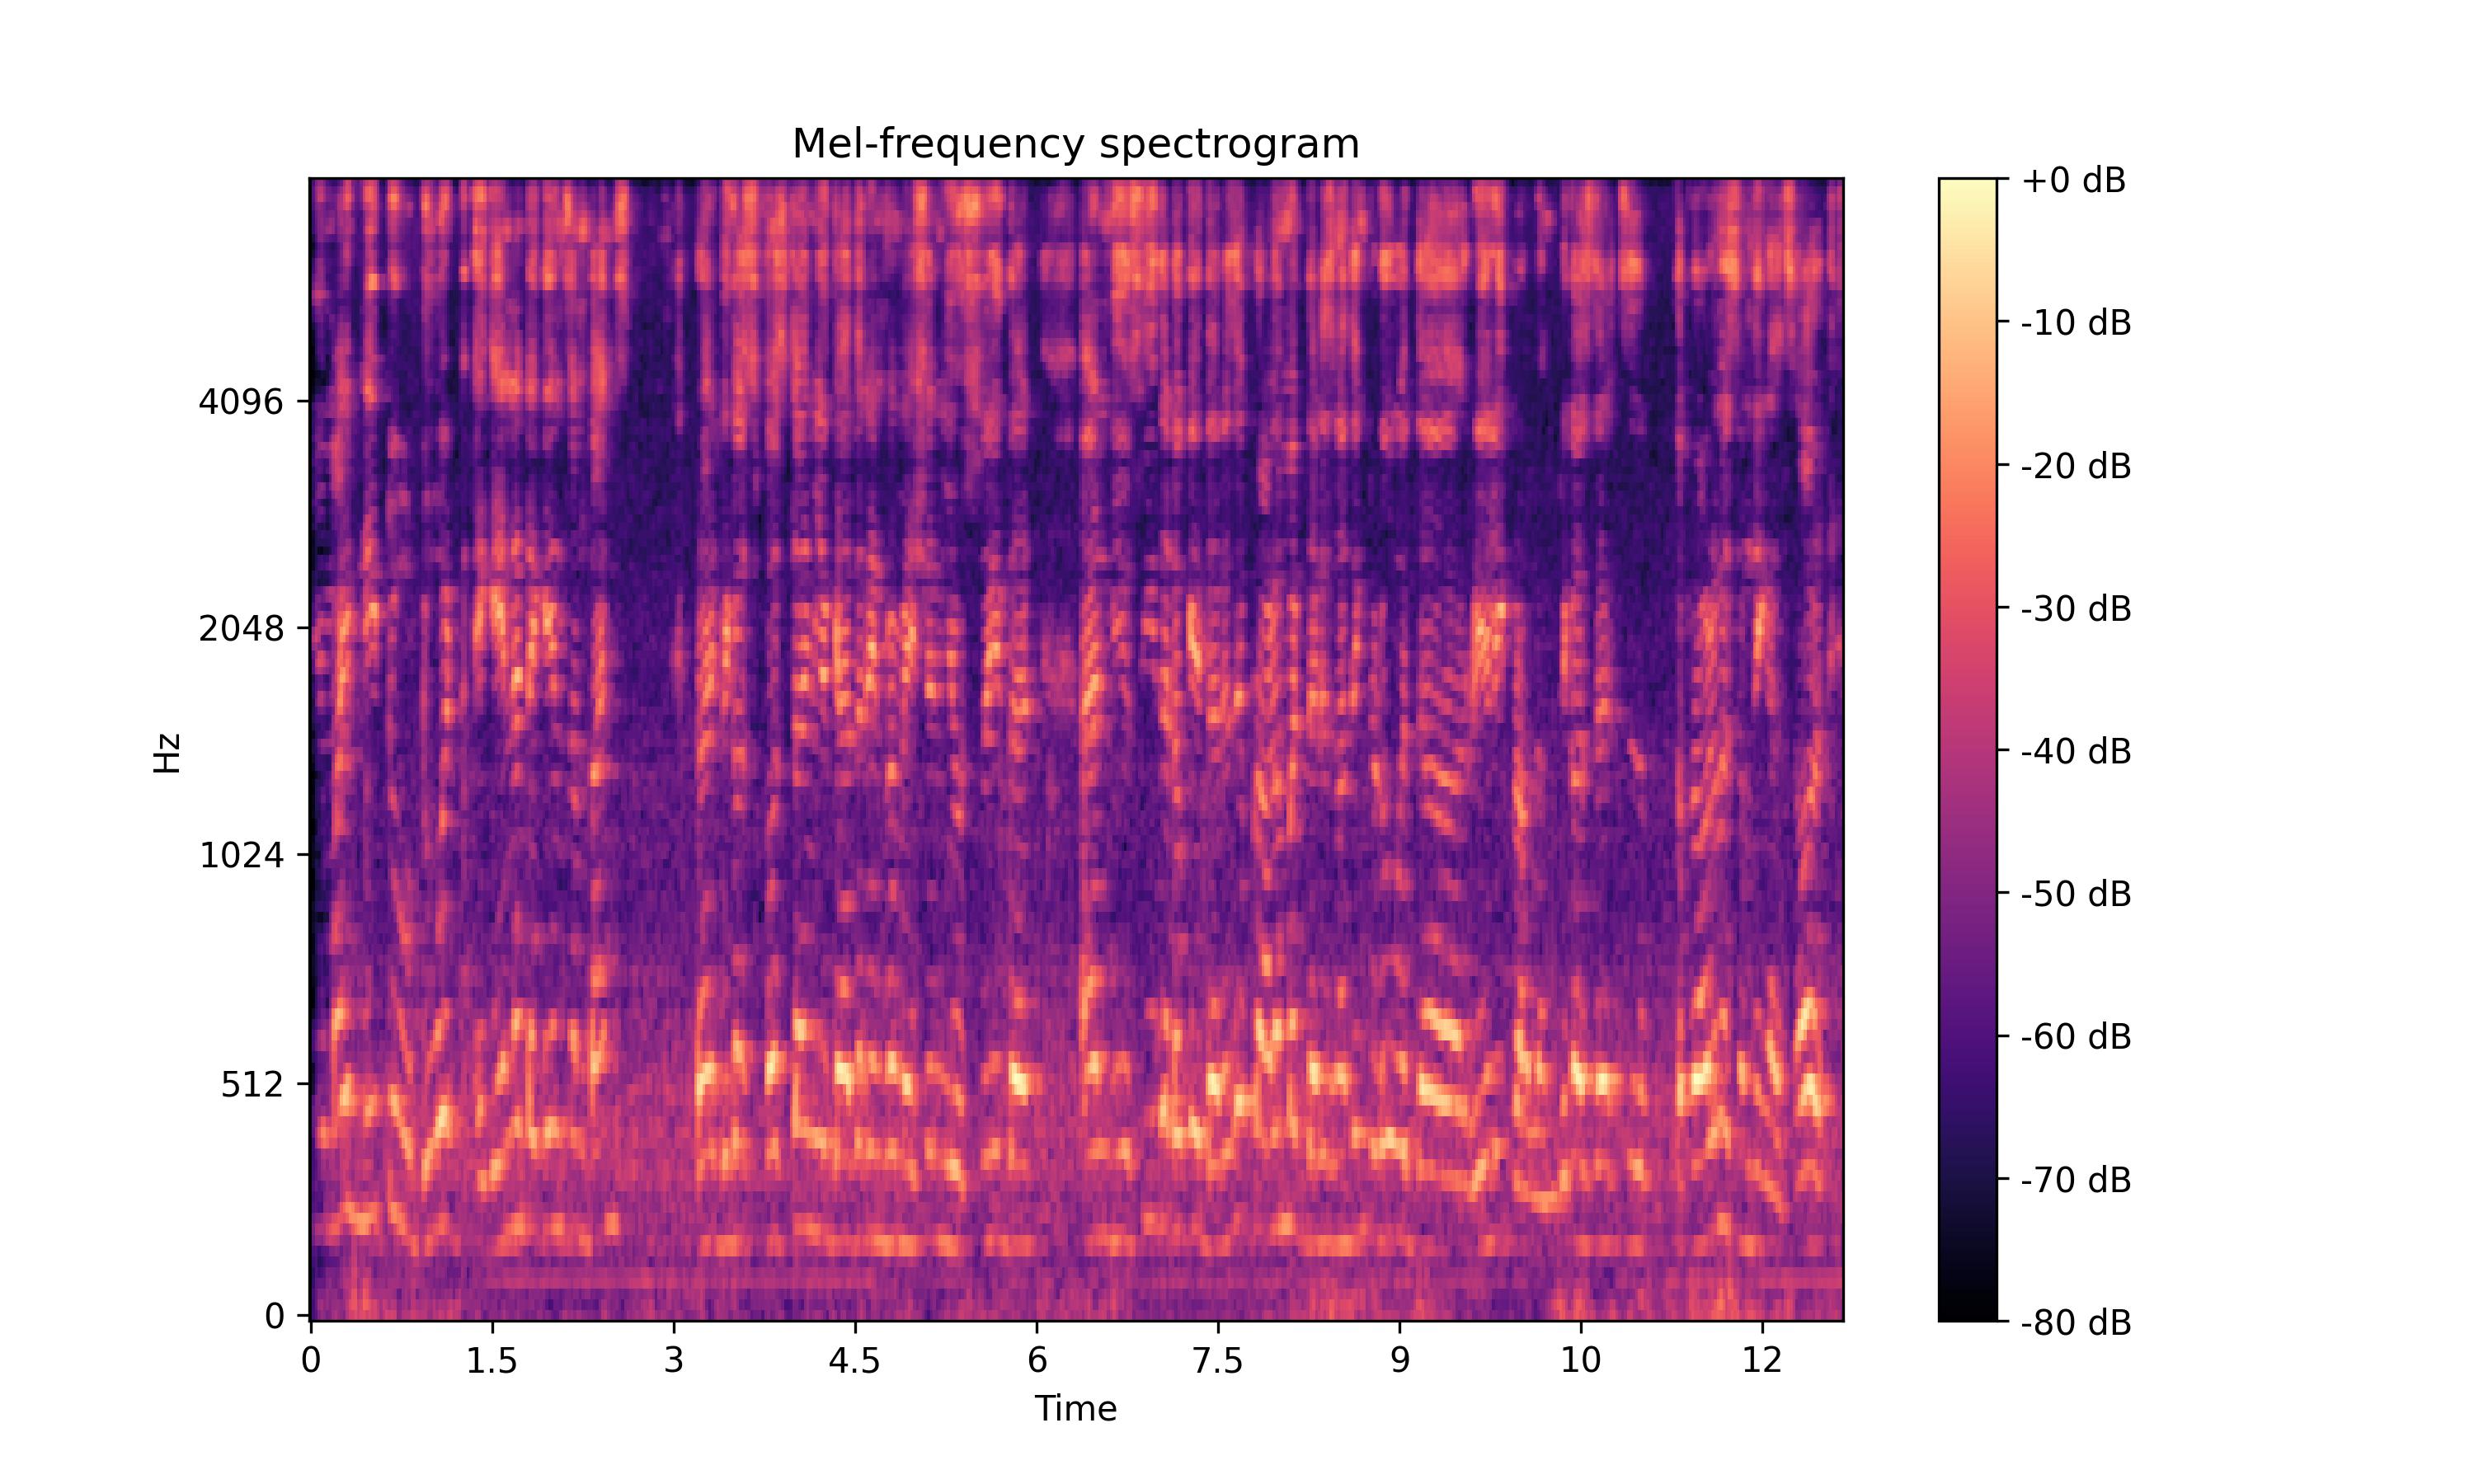 Mel-frequency spectrogram
+0 dB
-10 dB
-20 dB
-30 dB
-40 dB
-50 dB
-60 dB
-70 dB
-80 dB
Hz
4096
2048
1024
512
0
0 1.5 3 4.5 6 7.5 9 10 12
Time